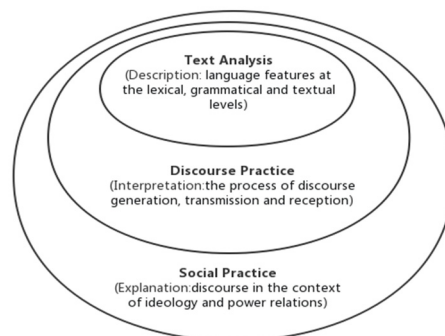 Text Analysis
(Description: language features at
the lexical, grammatical and textual
levels)
Discourse Practice
(Interpretation:the process of discourse
generation, transmission and reception)
Social Practice
(Explanation:discourse in the context
of ideology and power relations)